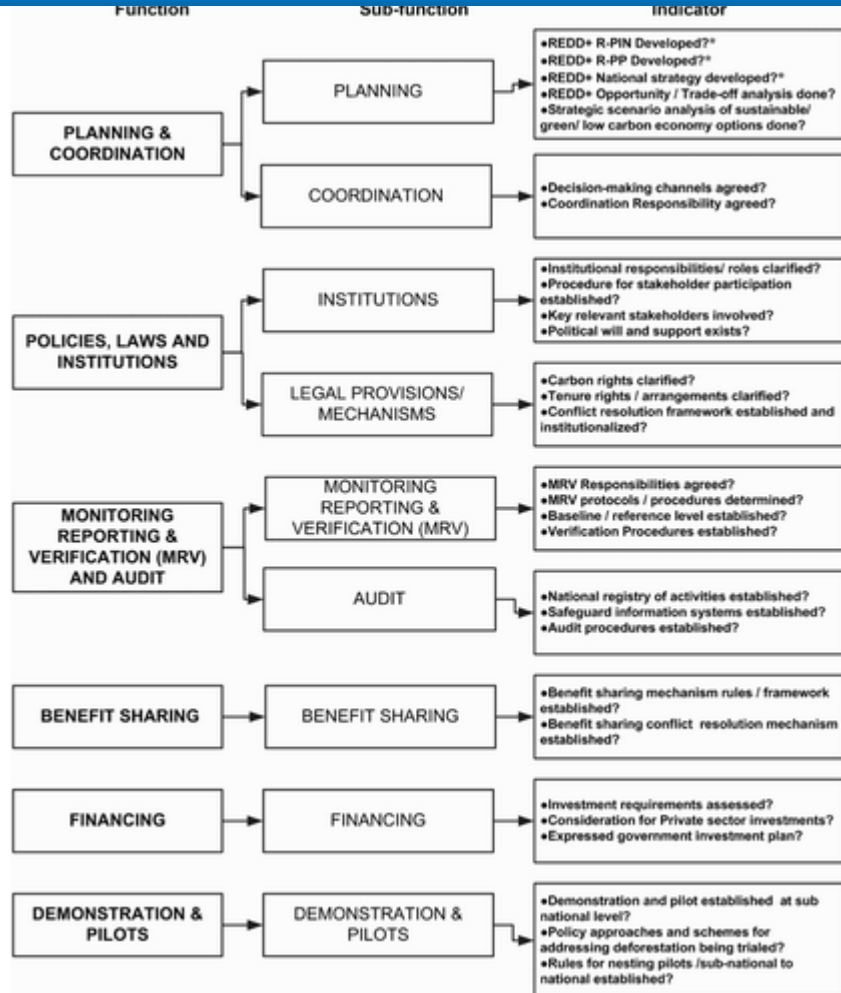 Function Sub-function Indicator
PLANNING &
COORDINATION
PLANNING
●REDD+ R-PIN Developed?*
●REDD+ R-PP Developed?*
●REDD+ National strategy developed?*
●REDD+ Opportunity / Trade-off analysis done?
●Strategic scenario analysis of sustainable/
green/ low carbon economy options done?
COORDINATION
●Decision-making channels agreed?
●Coordination Responsibility agreed?
POLICIES, LAWS AND
INSTITUTIONS
INSTITUTIONS
●Institutional responsibilities/ roles clarified?
●Procedure for stakeholder participation
established?
●Key relevant stakeholders involved?
●Political will and support exists?
LEGAL PROVISIONS/
MECHANISMS
●Carbon rights clarified?
●Tenure rights / arrangements clarified?
●Conflict resolution framework established and
institutionalized?
MONITORING
REPORTING &
VERIFICATION (MRV)
AND AUDIT
MONITORING
REPORTING &
VERIFICATION (MRV)
●MRV Responsibilities agreed?
●MRV protocols / procedures determined?
●Baseline / reference level established?
●Verification Procedures established?
AUDIT
●National registry of activities established?
●Safeguard information systems established?
●Audit procedures established?
BENEFIT SHARING
BENEFIT SHARING
●Benefit sharing mechanism rules / framework
established?
●Benefit sharing conflict resolution mechanism
established?
FINANCING
FINANCING
●Investment requirements assessed?
●Consideration for Private sector investments?
●Expressed government investment plan?
DEMONSTRATION &
PILOTS
DEMONSTRATION &
PILOTS
●Demonstration and pilot established at sub
national level?
●Policy approaches and schemes for
addressing deforestation being trialed?
●Rules for nesting pilots /sub-national to
national established?